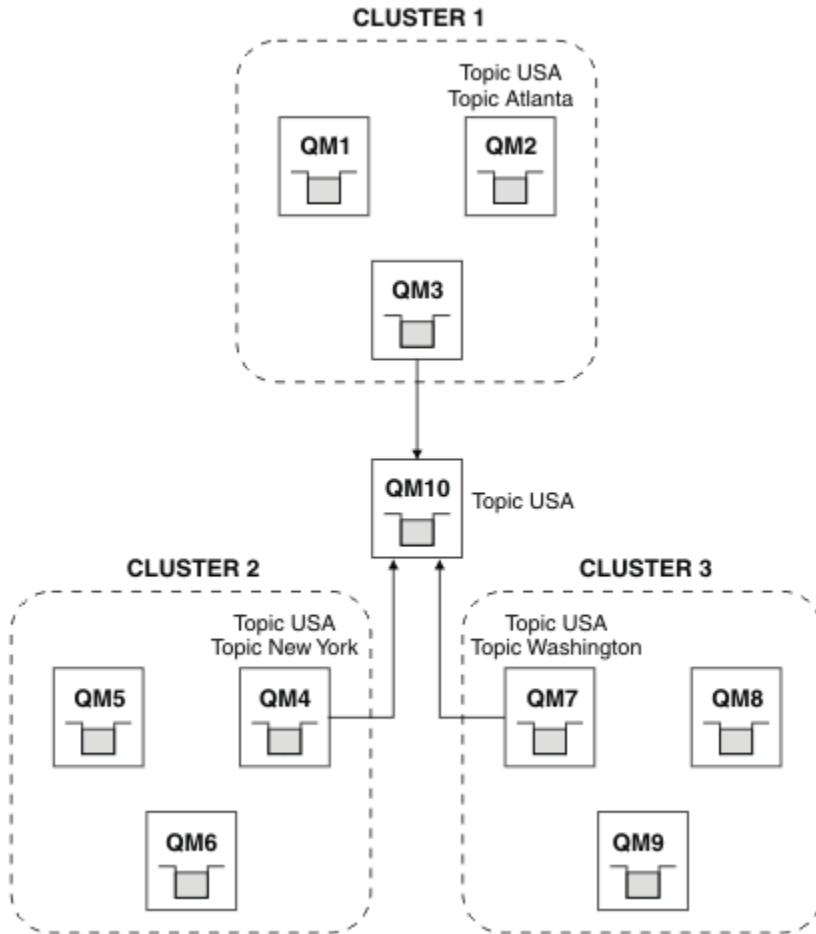 CLUSTER 1
Topic USA
Topic Atlanta
QM1
QM2
QM3
QM10
Topic USA
CLUSTER 2
CLUSTER 3
Topic USA
Topic New York
Topic USA
Topic Washington
QM5
QM4
QM7
QM8
QM6
QM9